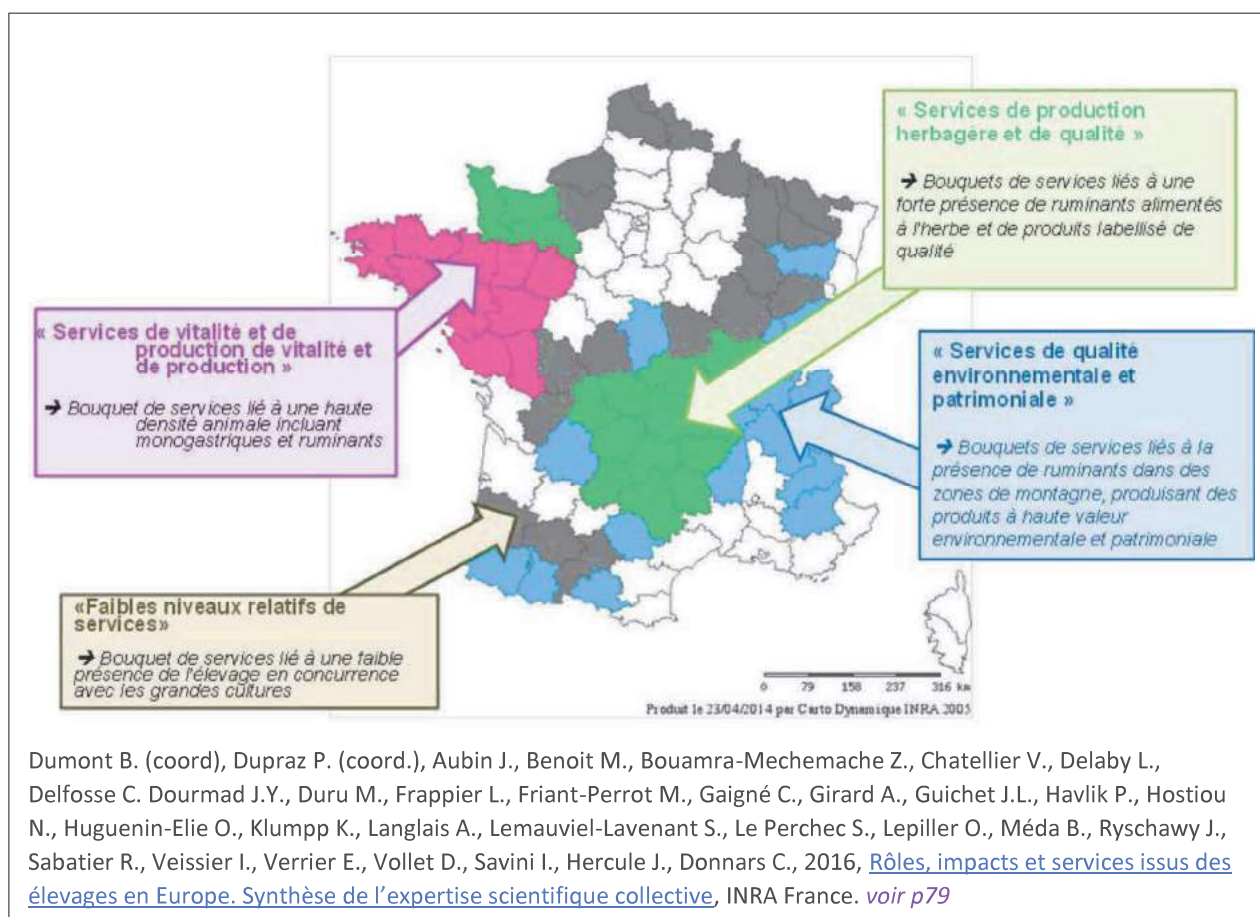 « Services de production
herbagère et de qualité »
➔ Bouquets de services liés à une
forte présence de ruminants alimentés
à l'herbe et de produits labellisé de
qualité
« Services de vitalité et de
production de vitalité et
de production »
➔ Bouquet de services lié à une haute
densité animale incluant
monogastriques et ruminants
« Services de qualité
environnementale et
patrimoniale »
➔ Bouquets de services liés à la
présence de ruminants dans des
zones de montagne, produisant des
produits à haute valeur
environnementale et patrimoniale
«Faibles niveaux relatifs de
services»
➔ Bouquet de services lié à une faible
présence de l'élevage en concurrence
avec les grandes cultures
0 79 158 237 316 km
Produit le 23/04/2014 par Carto Dynamique INRA 2005
Dumont B. (coord), Dupraz P. (coord.), Aubin J., Benoit M., Bouamra-Mechemache Z., Chatellier V., Delaby L.,
Delfosse C. Dourmad J.Y., Duru M., Frappier L., Friant-Perrot M., Gaigné C., Girard A., Guichet J.L., Havlik P., Hostiou
N., Huguenin-Elie O., Klumpp K., Langlais A., Lemauviel-Lavenant S., Le Perchec S., Lepiller O., Méda B., Ryschawy J.,
Sabatier R., Veissier I., Verrier E., Vollet D., Savini I., Hercule J., Donnars C., 2016, Rôles, impacts et services issus des
élevages en Europe. Synthèse de l'expertise scientifique collective, INRA France. voir p79